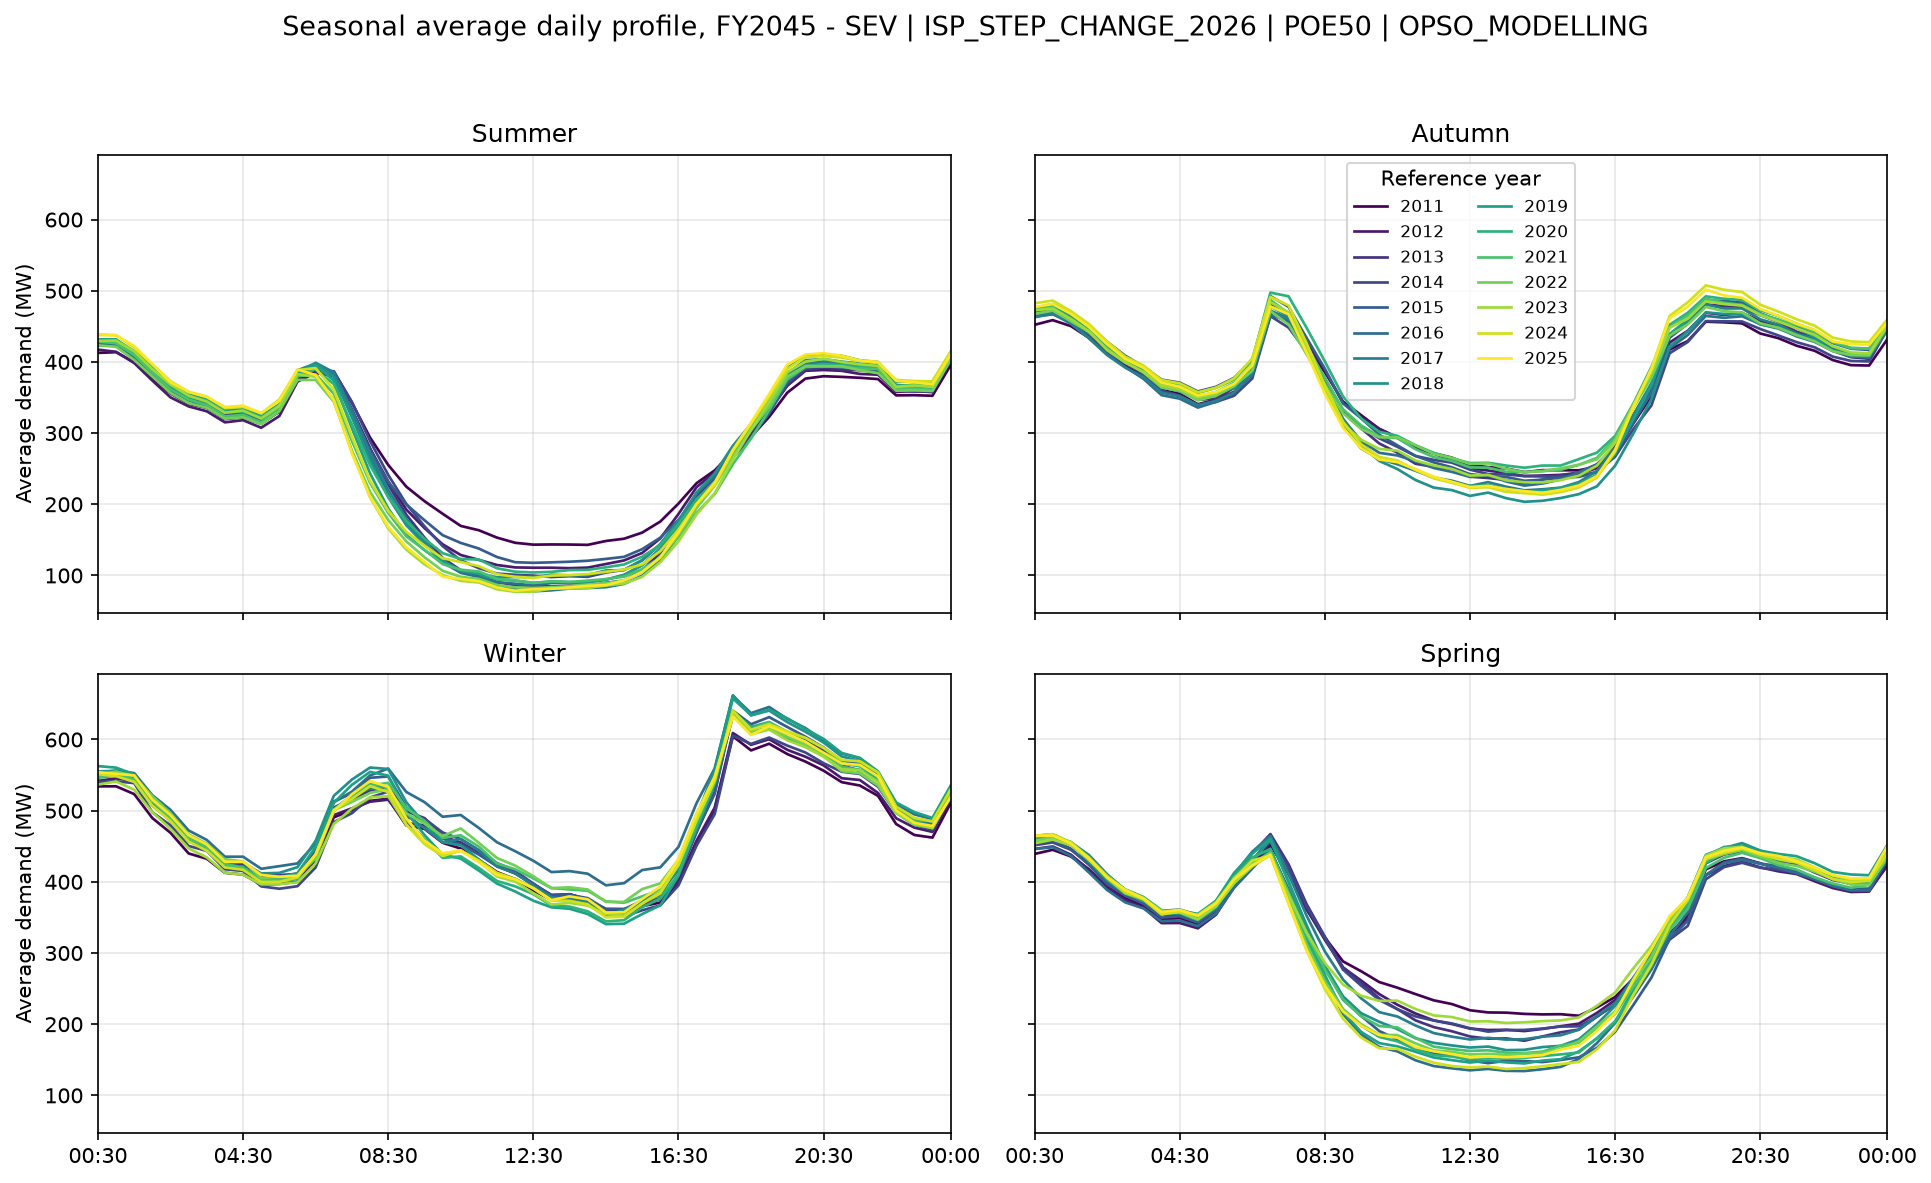 Seasonal average daily profile, FY2045 - SEV | ISP_STEP_CHANGE_2026 | POE50 | OPSO_MODELLING
Summer
Autumn
Average demand (MW)
600
500
400
300
200
100
Reference year
2011
2012
2013
2014
2015
2016
2017
2018
2019
2020
2021
2022
2023
2024
2025
Winter
Spring
Average demand (MW)
600
500
400
300
200
100
00:30 04:30 08:30 12:30 16:30 20:30 00:00
00:30 04:30 08:30 12:30 16:30 20:30 00:00